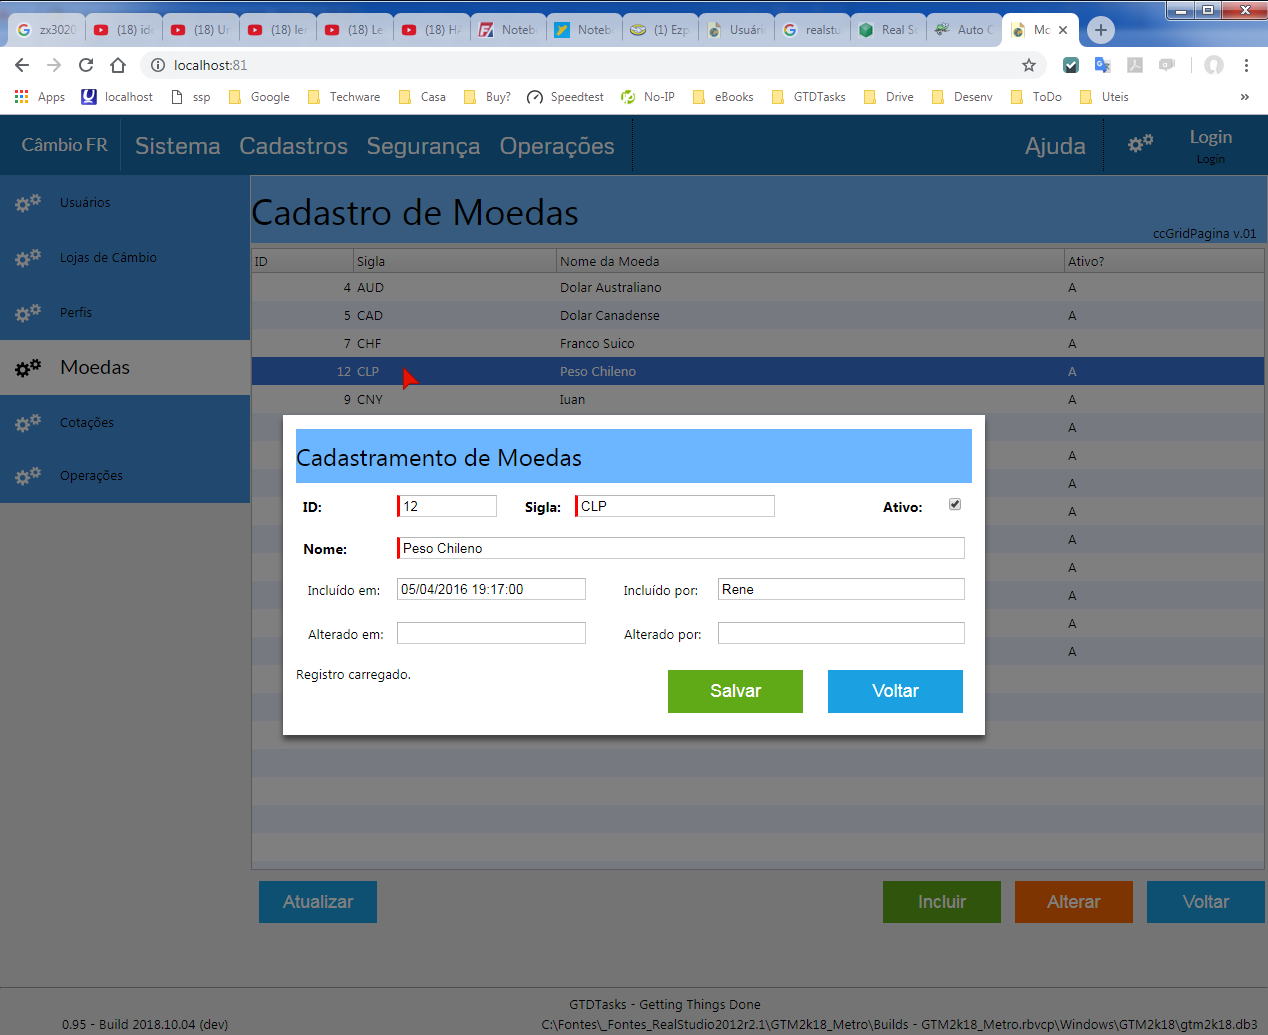 zx3020
(18) ide
(18) Un
(18) ler
(18) Le
(18) HA
Noteb
Noteb
(1) Ezp
Usuári
realstu
Real S
Auto C
Mo
localhost:81
Apps
localhost
ssp
Google
Techware
Casa
Buy?
Speedtest
No-IP
eBooks
GTDTasks
Drive
Desenv
ToDo
Uteis
»
Câmbio FR
Sistema
Cadastros
Segurança
Operações
Ajuda
Login
Login
Usuários
Lojas de Câmbio
Perfis
Moedas
Cotações
Operações
Cadastro de Moedas
ccGridPagina v.01
ID Sigla Nome da Moeda Ativo?
4 AUD Dolar Australiano A
5 CAD Dolar Canadense A
7 CHF Franco Suico A
12 CLP Peso Chileno A
9 CNY Iuan A
A
A
A
A
A
A
A
A
A
Cadastramento de Moedas
ID: 12 Sigla: CLP Ativo:
Nome: Peso Chileno
Incluído em: 05/04/2016 19:17:00 Incluído por: Rene
Alterado em: Alterado por:
Registro carregado.
Salvar
Voltar
Atualizar
Incluir
Alterar
Voltar
GTDTasks - Getting Things Done
0.95 - Build 2018.10.04 (dev)
C:\Fontes\_Fontes_RealStudio2012r2.1\GTM2k18_Metro\Builds - GTM2k18_Metro.rbvcp\Windows\GTM2k18\gtm2k18.db3